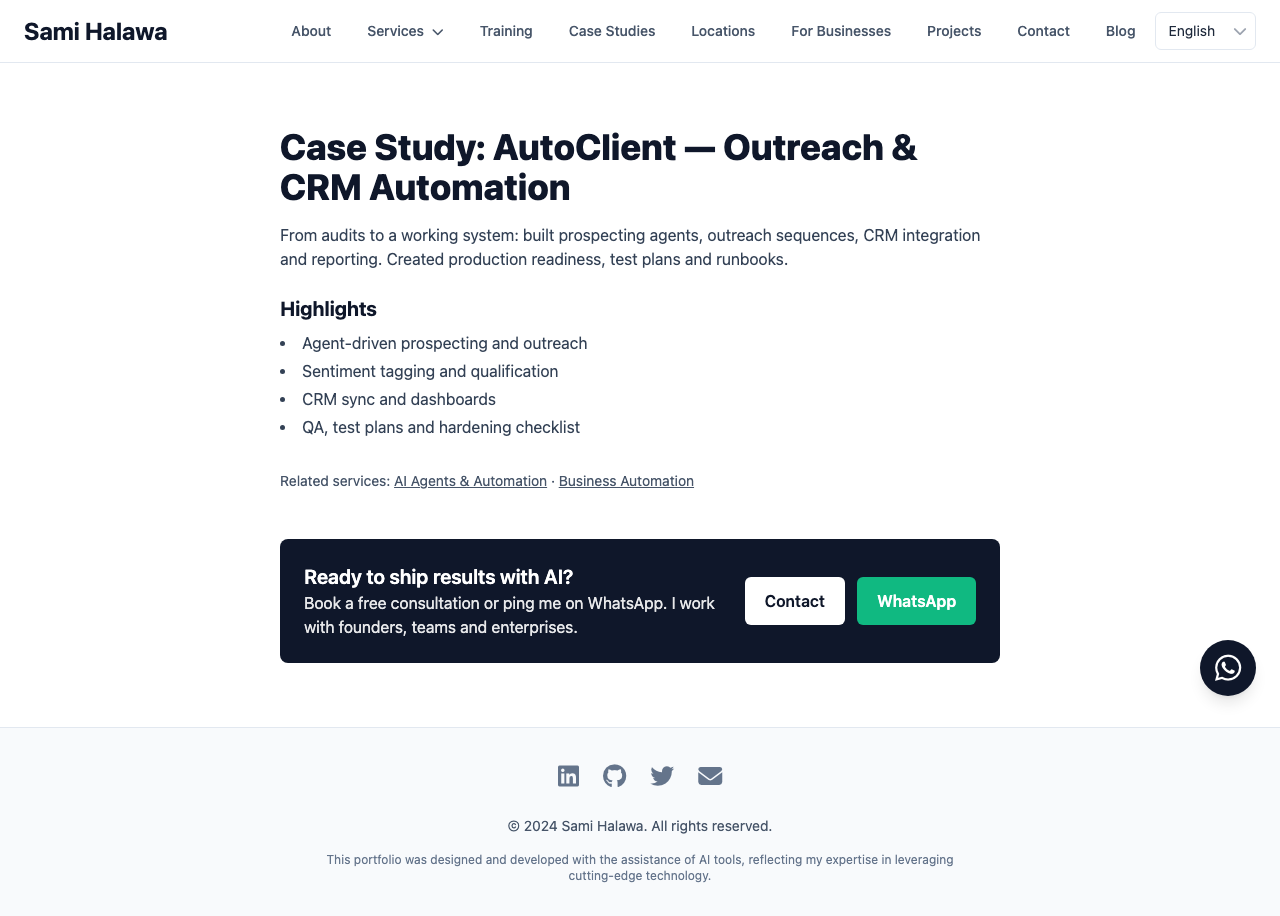 Sami Halawa
About
Services
Training
Case Studies
Locations
For Businesses
Projects
Contact
Blog
English
Case Study: AutoClient — Outreach &
CRM Automation
From audits to a working system: built prospecting agents, outreach sequences, CRM integration
and reporting. Created production readiness, test plans and runbooks.
Highlights
• Agent-driven prospecting and outreach
• Sentiment tagging and qualification
• CRM sync and dashboards
• QA, test plans and hardening checklist
Related services: AI Agents & Automation · Business Automation
Ready to ship results with AI?
Book a free consultation or ping me on WhatsApp. I work
with founders, teams and enterprises.
Contact
WhatsApp
© 2024 Sami Halawa. All rights reserved.
This portfolio was designed and developed with the assistance of AI tools, reflecting my expertise in leveraging
cutting-edge technology.